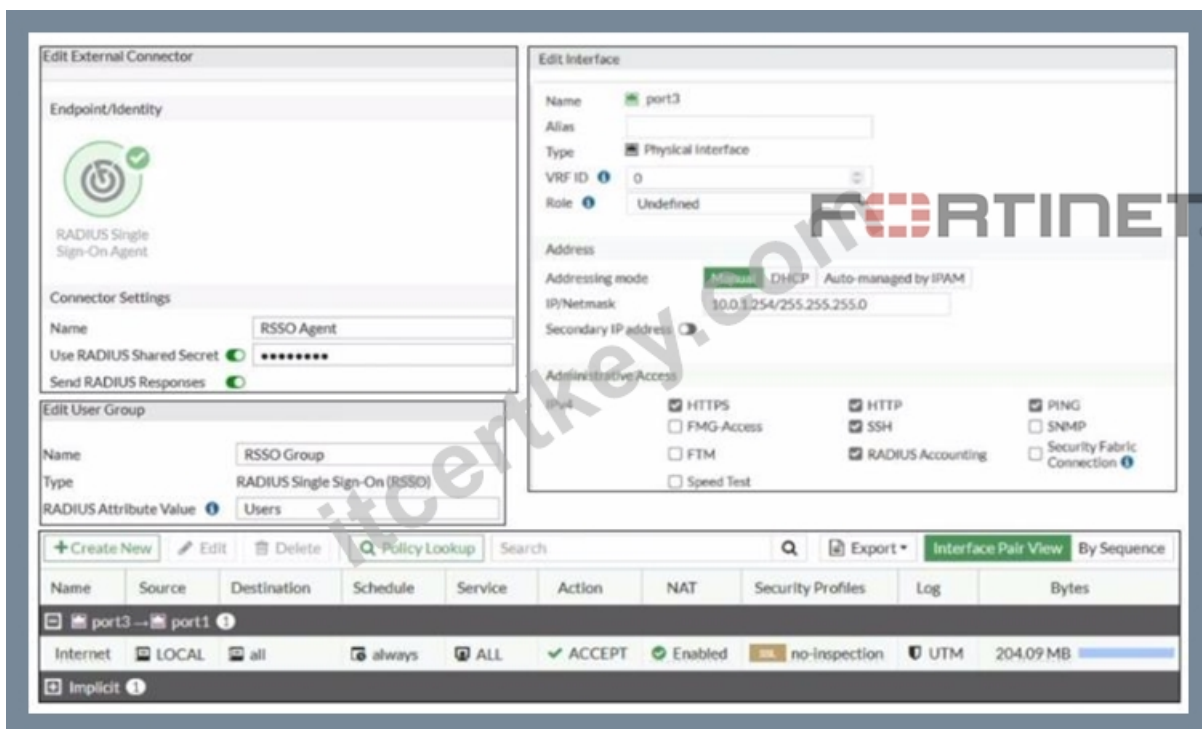 Edit External Connector
Endpoint/Identity
RADIUS Single
Sign-On Agent
Connector Settings
Name RSSO Agent
Use RADIUS Shared Secret ••••••••
Send RADIUS Responses
Edit User Group
Name RSSO Group
Type RADIUS Single Sign-On (RSSO)
RADIUS Attribute Value Users
Edit Interface
Name port3
Alias
Type Physical Interface
VRF ID 0
Role Undefined
FORTINET
Address
Addressing mode Manual DHCP Auto-managed by IPAM
IP/Netmask 10.0.1.254/255.255.255.0
Secondary IP address
Administrative Access
IPv4 HTTPS HTTP PING
FMG-Access SSH SNMP
FTM RADIUS Accounting Security Fabric
Connection
Speed Test
itcertkey.com
+ Create New Edit Delete Policy Lookup Search Export Interface Pair View By Sequence
Name Source Destination Schedule Service Action NAT Security Profiles Log Bytes
port3 → port1 1
Internet LOCAL all always ALL ACCEPT Enabled SSL no-inspection UTM 204.09 MB
Implicit 1